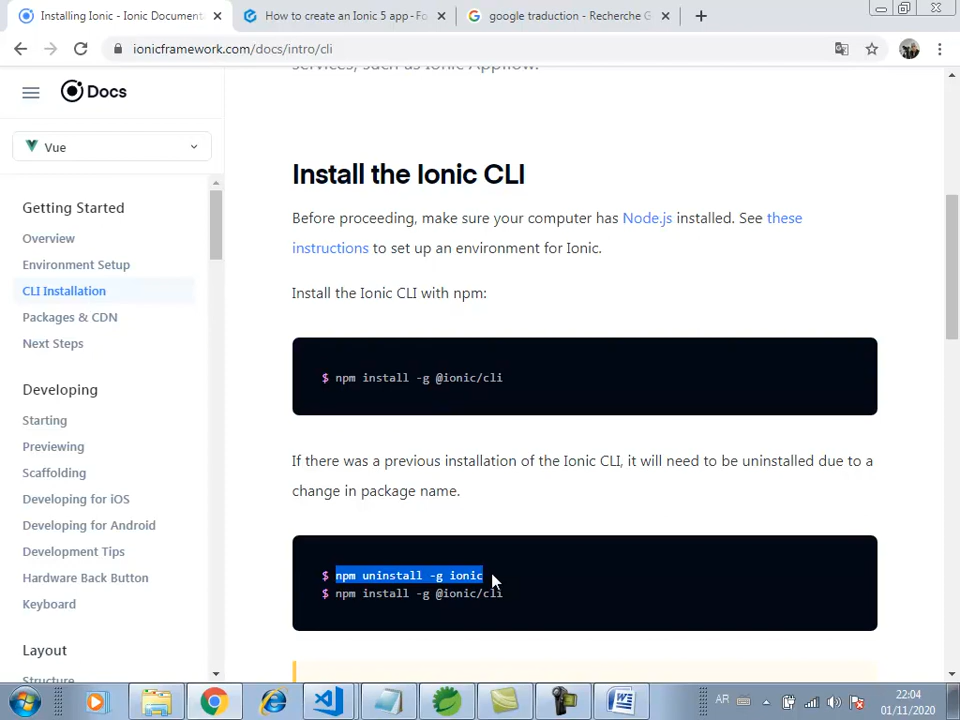 Installing Ionic - Ionic Document
How to create an Ionic 5 app - Fo
google traduction - Recherche G
ionicframework.com/docs/intro/cli
services, such as Ionic Appflow.
Docs
Vue
Getting Started
Overview
Environment Setup
CLI Installation
Packages & CDN
Next Steps
Developing
Starting
Previewing
Scaffolding
Developing for iOS
Developing for Android
Development Tips
Hardware Back Button
Keyboard
Layout
Structure
Install the Ionic CLI
Before proceeding, make sure your computer has Node.js installed. See these
instructions to set up an environment for Ionic.
Install the Ionic CLI with npm:
$ npm install -g @ionic/cli
If there was a previous installation of the Ionic CLI, it will need to be uninstalled due to a
change in package name.
$ npm uninstall -g ionic
$ npm install -g @ionic/cli
AR
22:04
01/11/2020